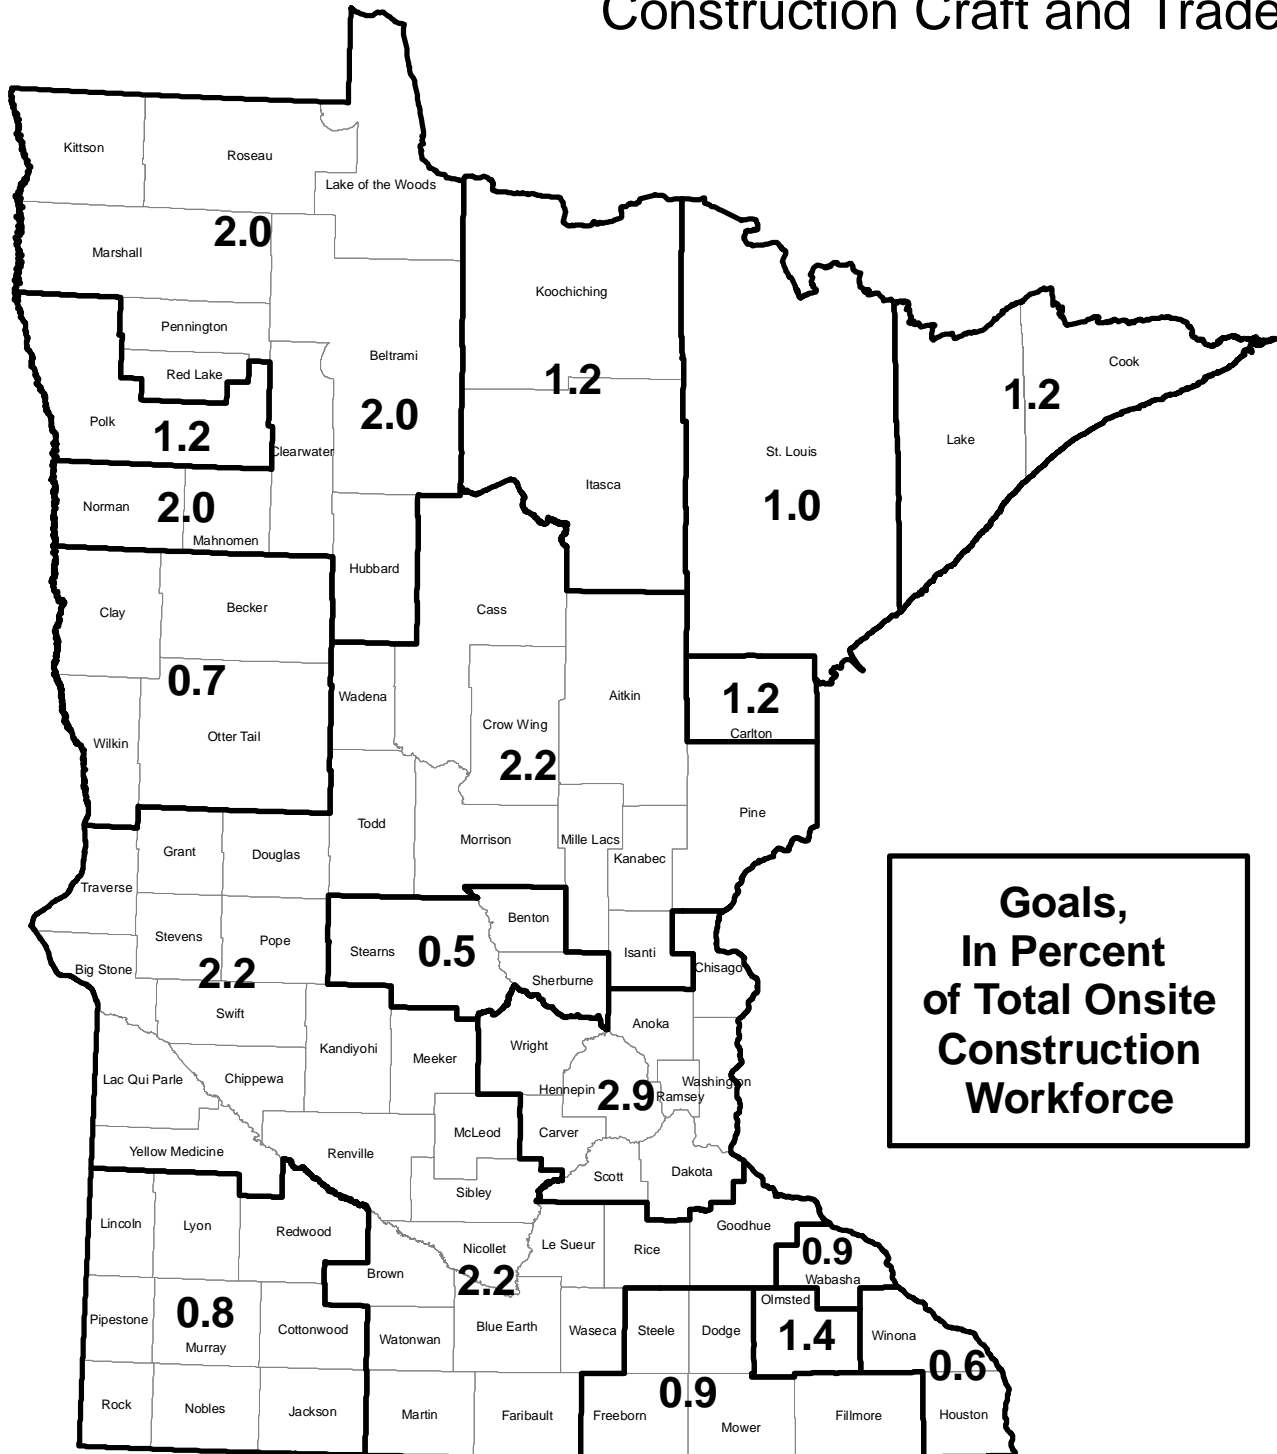 Construction Craft and Trade
Kittson
Roseau
Lake of the Woods
2.0
Marshall
Koochiching
Pennington
Beltrami
Cook
Red Lake
1.2
1.2
2.0
Polk
1.2
Lake
Clearwater
St. Louis
Itasca
1.0
Norman
2.0
Mahnomen
Hubbard
Clay
Becker
Cass
0.7
Wadena
Aitkin
1.2
Crow Wing
Carlton
Wilkin
Otter Tail
2.2
Pine
Todd
Morrison
Mille Lacs
Grant
Douglas
Kanabec
Traverse
Goals,
In Percent
of Total Onsite
Construction
Workforce
Benton
Stevens
Pope
Stearns
0.5
Isanti
Big Stone
2.2
Sherburne
Chisago
Swift
Anoka
Kandiyohi
Wright
Meeker
Lac Qui Parle
Chippewa
Hennepin
2.9
Washington
Ramsey
McLeod
Carver
Yellow Medicine
Renville
Scott
Dakota
Sibley
Lincoln
Lyon
Redwood
Goodhue
Nicollet
Le Sueur
Rice
0.9
Brown
2.2
Wabasha
Olmsted
Pipestone
0.8
Murray
Cottonwood
Watonwan
Blue Earth
Waseca
Steele
Dodge
1.4
Winona
0.6
Rock
Nobles
Jackson
Martin
Faribault
Freeborn
0.9
Mower
Fillmore
Houston